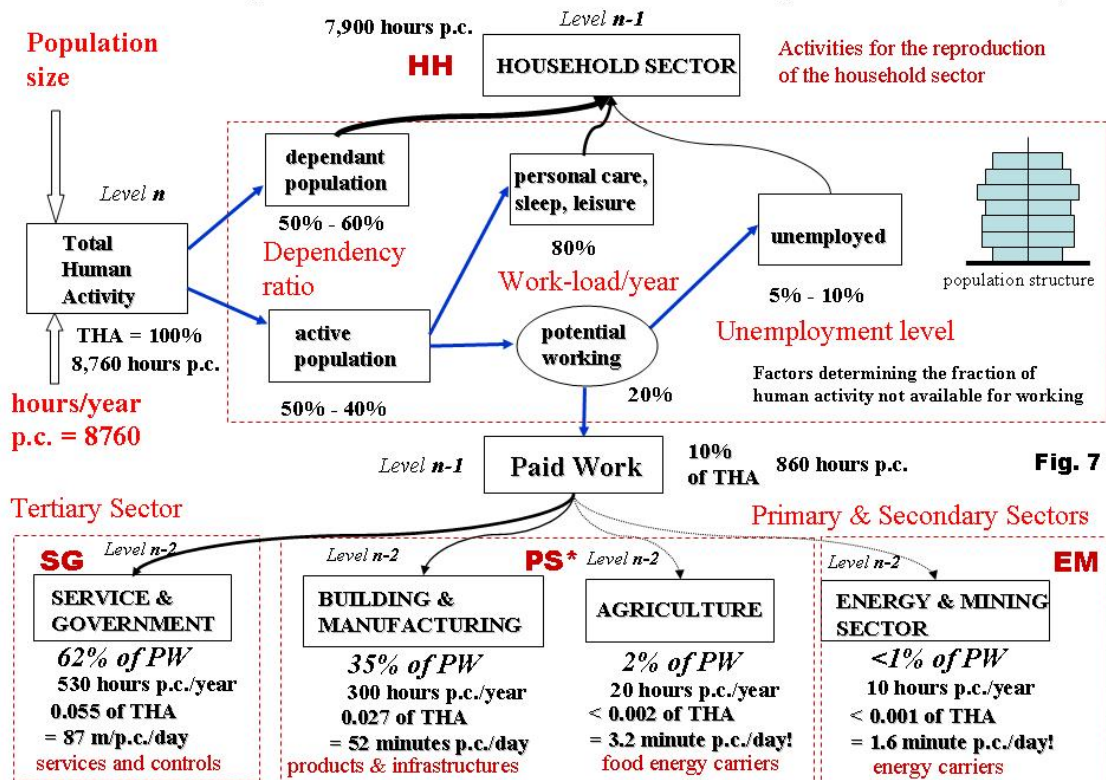 Level n-1
7,900 hours p.c.
HH
HOUSEHOLD SECTOR
Activities for the reproduction
of the household sector
Population
size
Level n
Total
Human
Activity
THA = 100%
8,760 hours p.c.
hours/year
p.c. = 8760
dependant
population
50% - 60%
Dependency
ratio
active
population
50% - 40%
personal care,
sleep, leisure
80%
Work-load/year
potential
working
20%
unemployed
5% - 10%
Unemployment level
population structure
Factors determining the fraction of
human activity not available for working
Level n-1
Paid Work
10%
of THA
860 hours p.c.
Fig. 7
Tertiary Sector
Primary & Secondary Sectors
SG
Level n-2
SERVICE &
GOVERNMENT
62% of PW
530 hours p.c./year
0.055 of THA
= 87 m/p.c./day
services and controls
Level n-2
PS*
BUILDING &
MANUFACTURING
35% of PW
300 hours p.c./year
0.027 of THA
= 52 minutes p.c./day
products & infrastructures
Level n-2
AGRICULTURE
2% of PW
20 hours p.c./year
< 0.002 of THA
= 3.2 minute p.c./day!
food energy carriers
Level n-2
EM
ENERGY & MINING
SECTOR
<1% of PW
10 hours p.c./year
< 0.001 of THA
= 1.6 minute p.c./day!
energy carriers